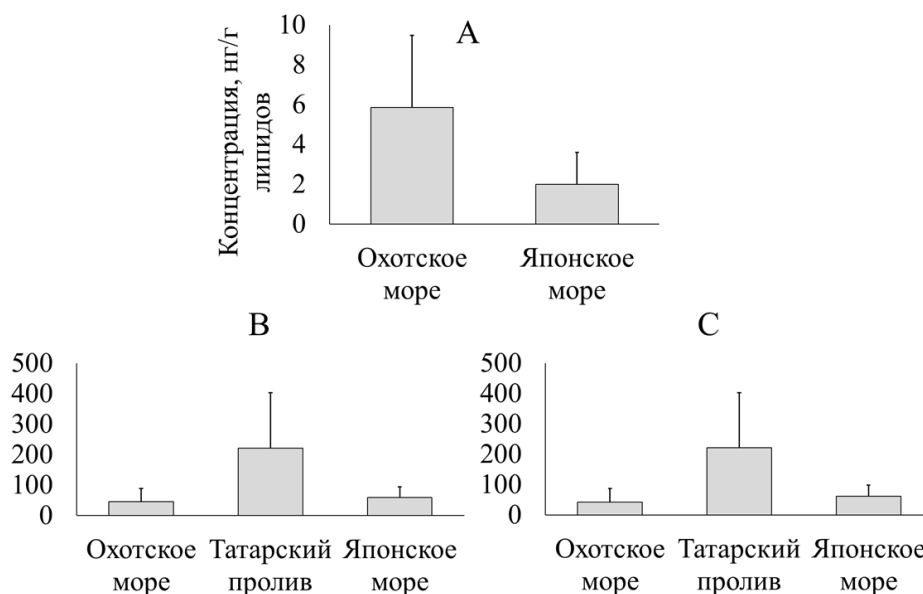 A
Концентрация, нг/г
липидов
10
8
6
4
2
0
Охотское
море
Японское
море
B
500
400
300
200
100
0
Охотское
море
Татарский
пролив
Японское
море
C
500
400
300
200
100
0
Охотское
море
Татарский
пролив
Японское
море